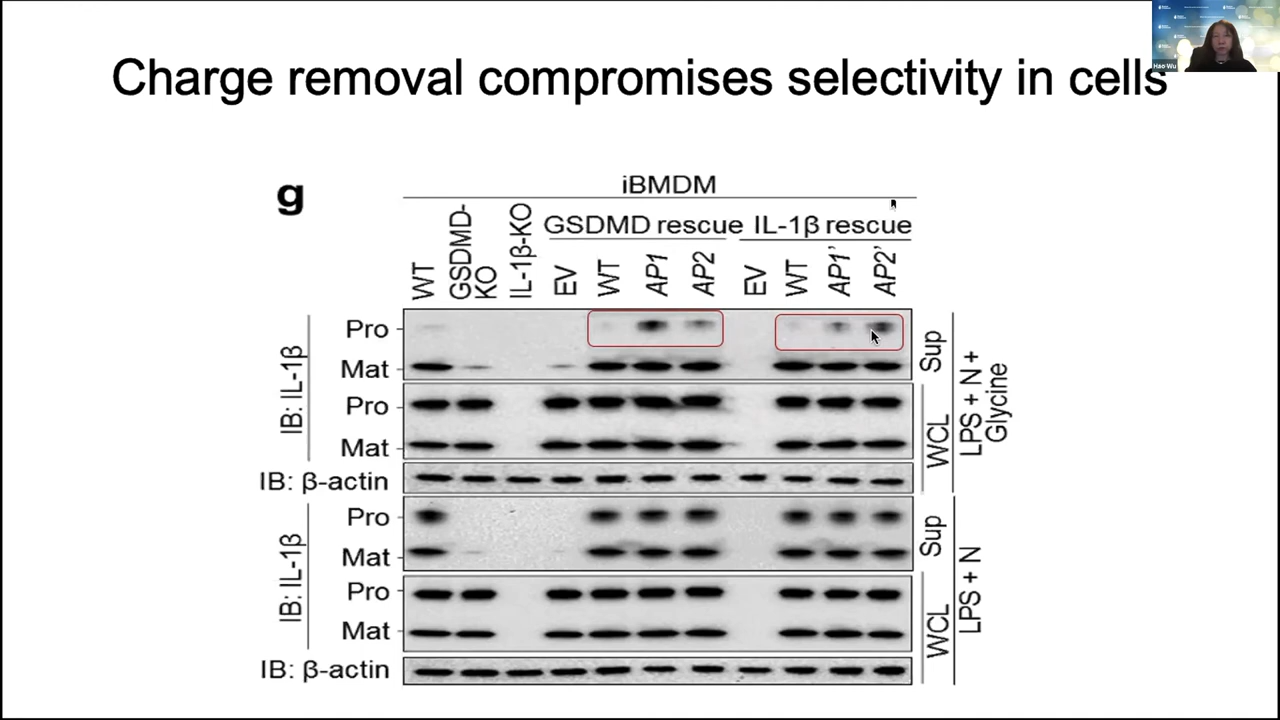 Charge removal compromises selectivity in cells
Hao Wu
g
iBMDM
GSDMD rescue IL-1β rescue
WT
GSDMD-
KO
IL-1β-KO
EV
WT
AP1
AP2
EV
WT
AP1’
AP2’
IB: IL-1β
Pro
Mat
Sup
Pro
Mat
WCL
LPS + N +
Glycine
IB: β-actin
IB: IL-1β
Pro
Mat
Sup
Pro
Mat
WCL
LPS + N
IB: β-actin